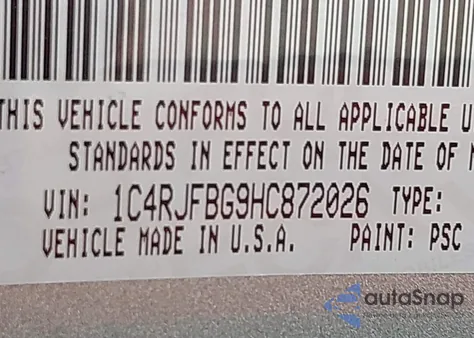 THIS VEHICLE CONFORMS TO ALL APPLICABLE U
STANDARDS IN EFFECT ON THE DATE OF M
VIN: 1C4RJFBG9HC872026 TYPE:
VEHICLE MADE IN U.S.A. PAINT: PSC
autaSnap